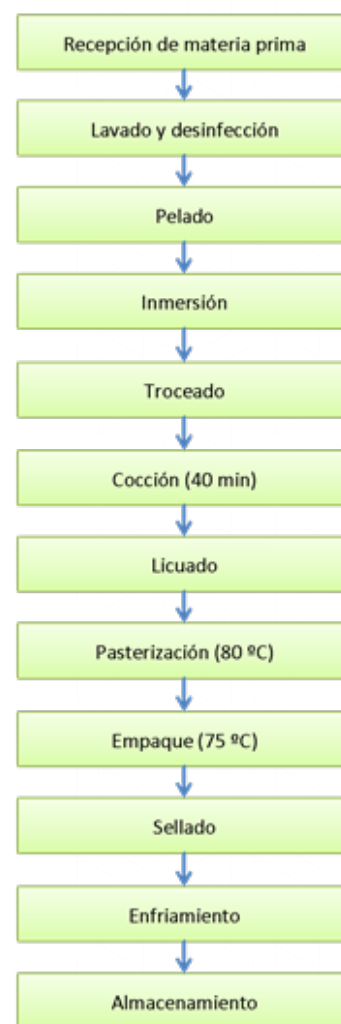 Recepción de materia prima
Lavado y desinfección
Pelado
Inmersión
Troceado
Cocción (40 min)
Licuado
Pasterización (80 ºC)
Empaque (75 ºC)
Sellado
Enfriamiento
Almacenamiento